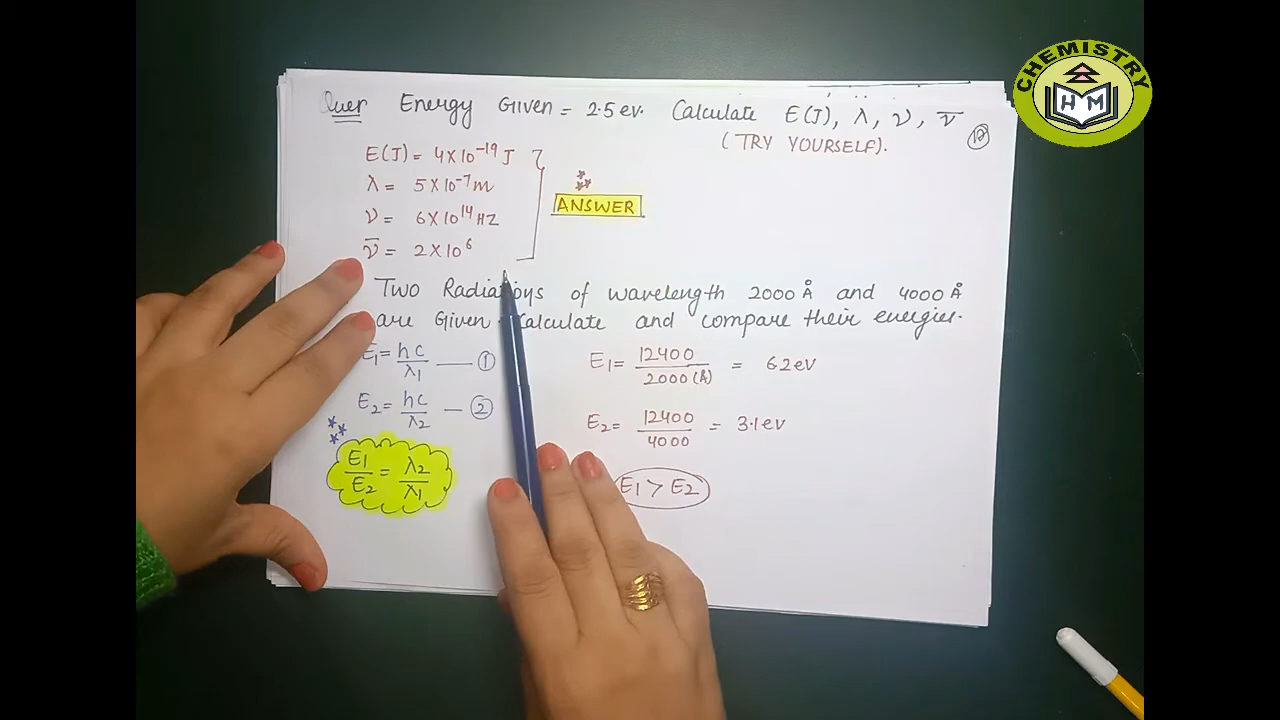 CHEMISTRY
HM
Quer Energy Given = 2.5 ev. Calculate E(J), λ, ν, ν̅
(TRY YOURSELF). 12
E(J) = 4×10⁻¹⁹ J
λ = 5×10⁻⁷ m
ν = 6×10¹⁴ HZ
ν̅ = 2×10⁶
ANSWER
Two Radiations of wavelength 2000 Å and 4000 Å
are Given. Calculate and compare their energies.
E₁ = hc/λ₁ — ①
E₂ = hc/λ₂ — ②
E₁/E₂ = λ₂/λ₁
E₁ = 12400/2000(Å) = 62 ev
E₂ = 12400/4000 = 3.1 ev
E₁ > E₂